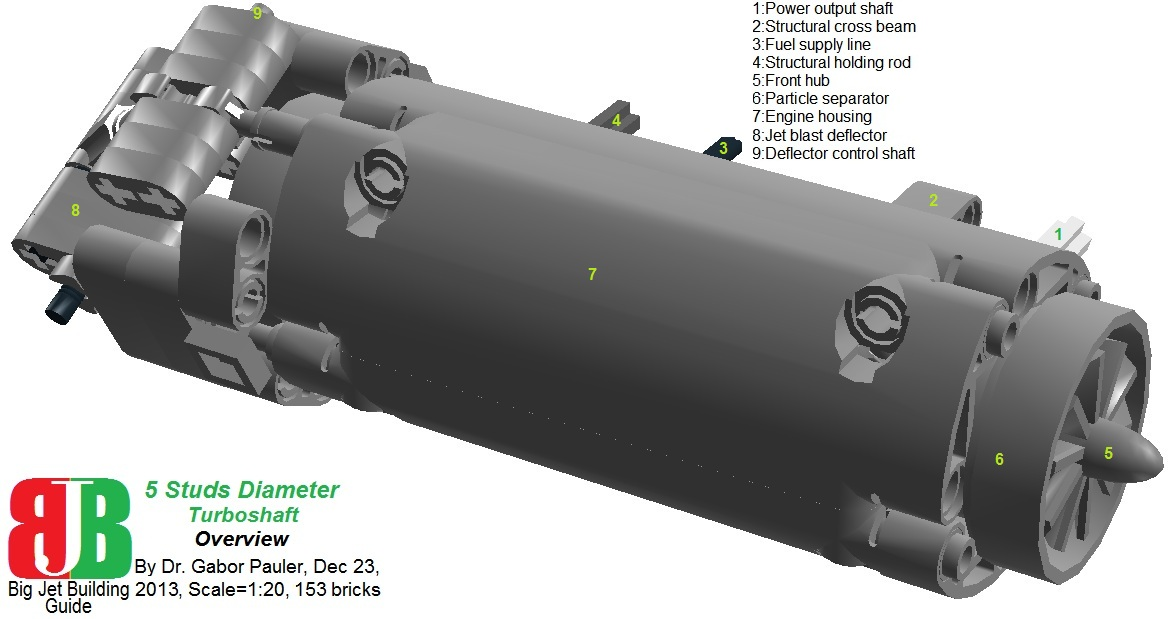 1:Power output shaft
2:Structural cross beam
3:Fuel supply line
4:Structural holding rod
5:Front hub
6:Particle separator
7:Engine housing
8:Jet blast deflector
9:Deflector control shaft
9
4
3
2
1
8
7
6
5
BJB
Big Jet Building
Guide
5 Studs Diameter
Turboshaft
Overview
By Dr. Gabor Pauler, Dec 23,
2013, Scale=1:20, 153 bricks